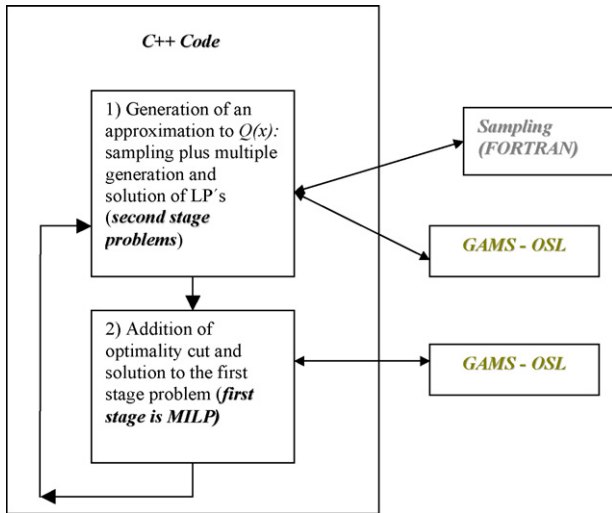 C++ Code
1) Generation of an
approximation to Q(x):
sampling plus multiple
generation and
solution of LP´s
(second stage
problems)
Sampling
(FORTRAN)
GAMS - OSL
2) Addition of
optimality cut and
solution to the first
stage problem (first
stage is MILP)
GAMS - OSL